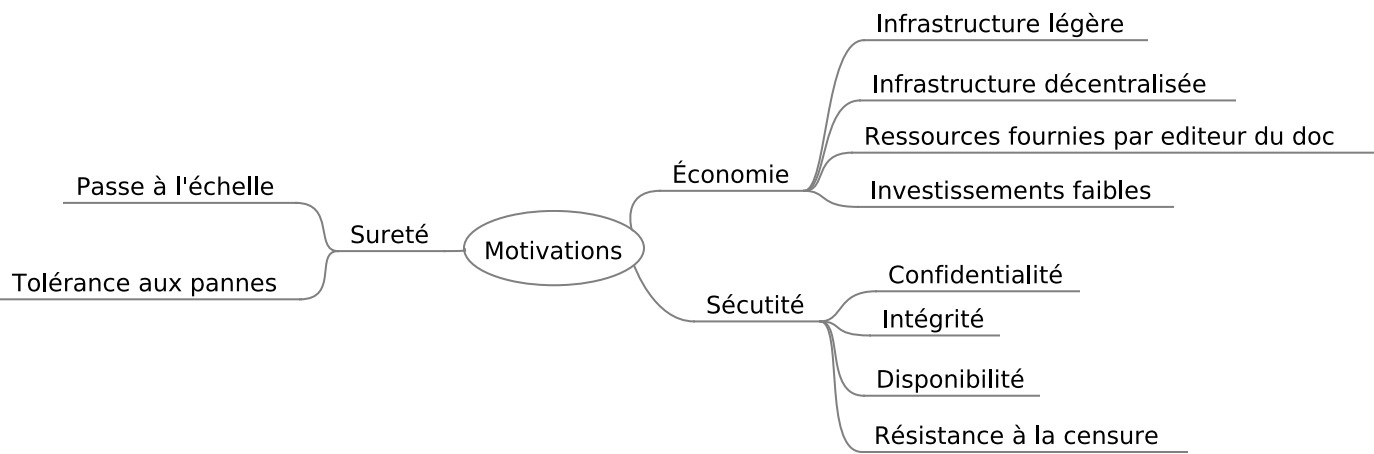 Infrastructure légère
Infrastructure décentralisée
Ressources fournies par editeur du doc
Économie
Investissements faibles
Passe à l'échelle
Sureté
Motivations
Tolérance aux pannes
Confidentialité
Sécutité
Intégrité
Disponibilité
Résistance à la censure